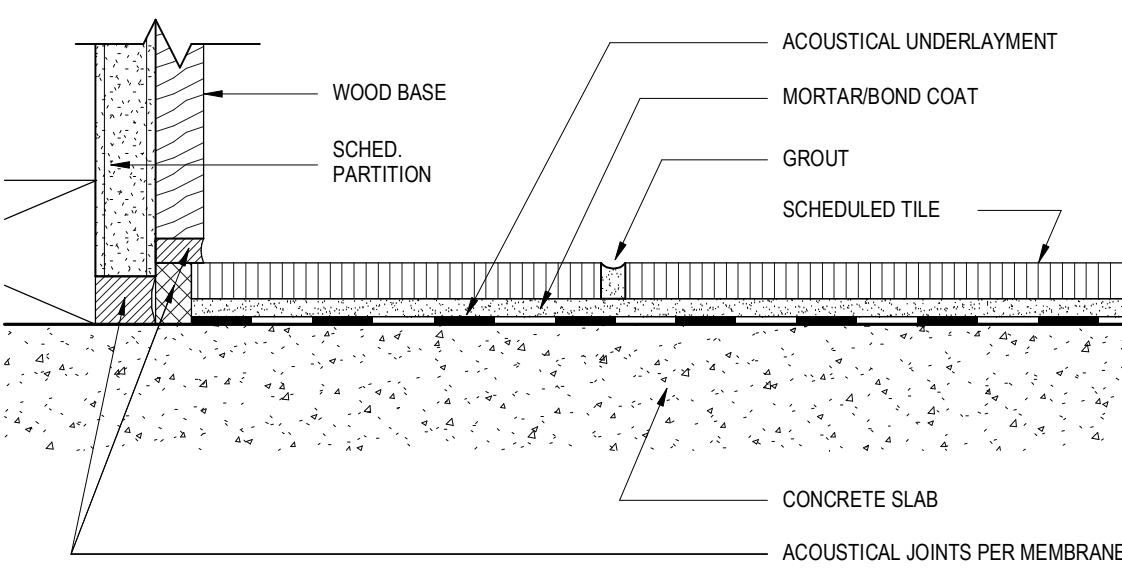 ACOUSTICAL UNDERLAYMENT
WOOD BASE
MORTAR/BOND COAT
SCHED.
PARTITION
GROUT
SCHEDULED TILE
CONCRETE SLAB
ACOUSTICAL JOINTS PER MEMBRANE